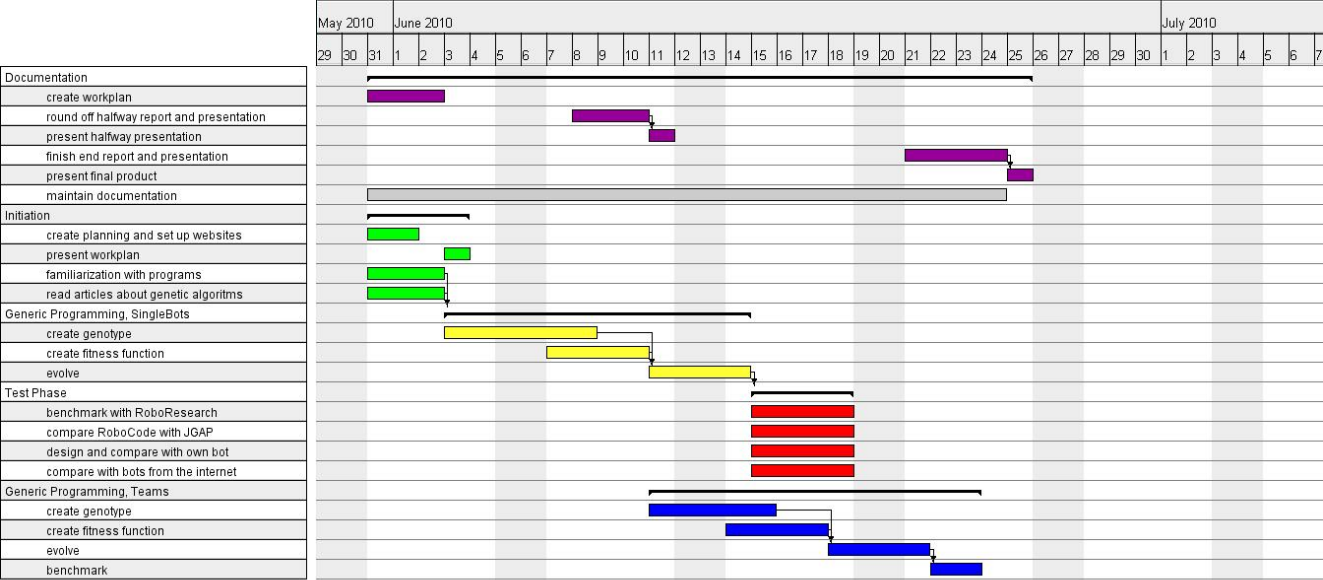 May 2010 June 2010 July 2010
29 30 31 1 2 3 4 5 6 7 8 9 10 11 12 13 14 15 16 17 18 19 20 21 22 23 24 25 26 27 28 29 30 1 2 3 4 5 6 7
Documentation
create workplan
round off halfway report and presentation
present halfway presentation
finish end report and presentation
present final product
maintain documentation
Initiation
create planning and set up websites
present workplan
familiarization with programs
read articles about genetic algoritms
Generic Programming, SingleBots
create genotype
create fitness function
evolve
Test Phase
benchmark with RoboResearch
compare RoboCode with JGAP
design and compare with own bot
compare with bots from the internet
Generic Programming, Teams
create genotype
create fitness function
evolve
benchmark